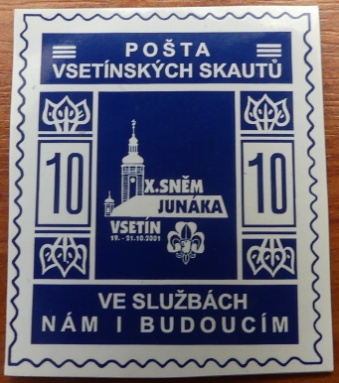 POŠTA
VSETÍNSKÝCH SKAUTŮ
10
10
X.SNĚM
JUNÁKA
VSETÍN
19. - 21.10.2001
VE SLUŽBÁCH
NÁM I BUDOUCÍM